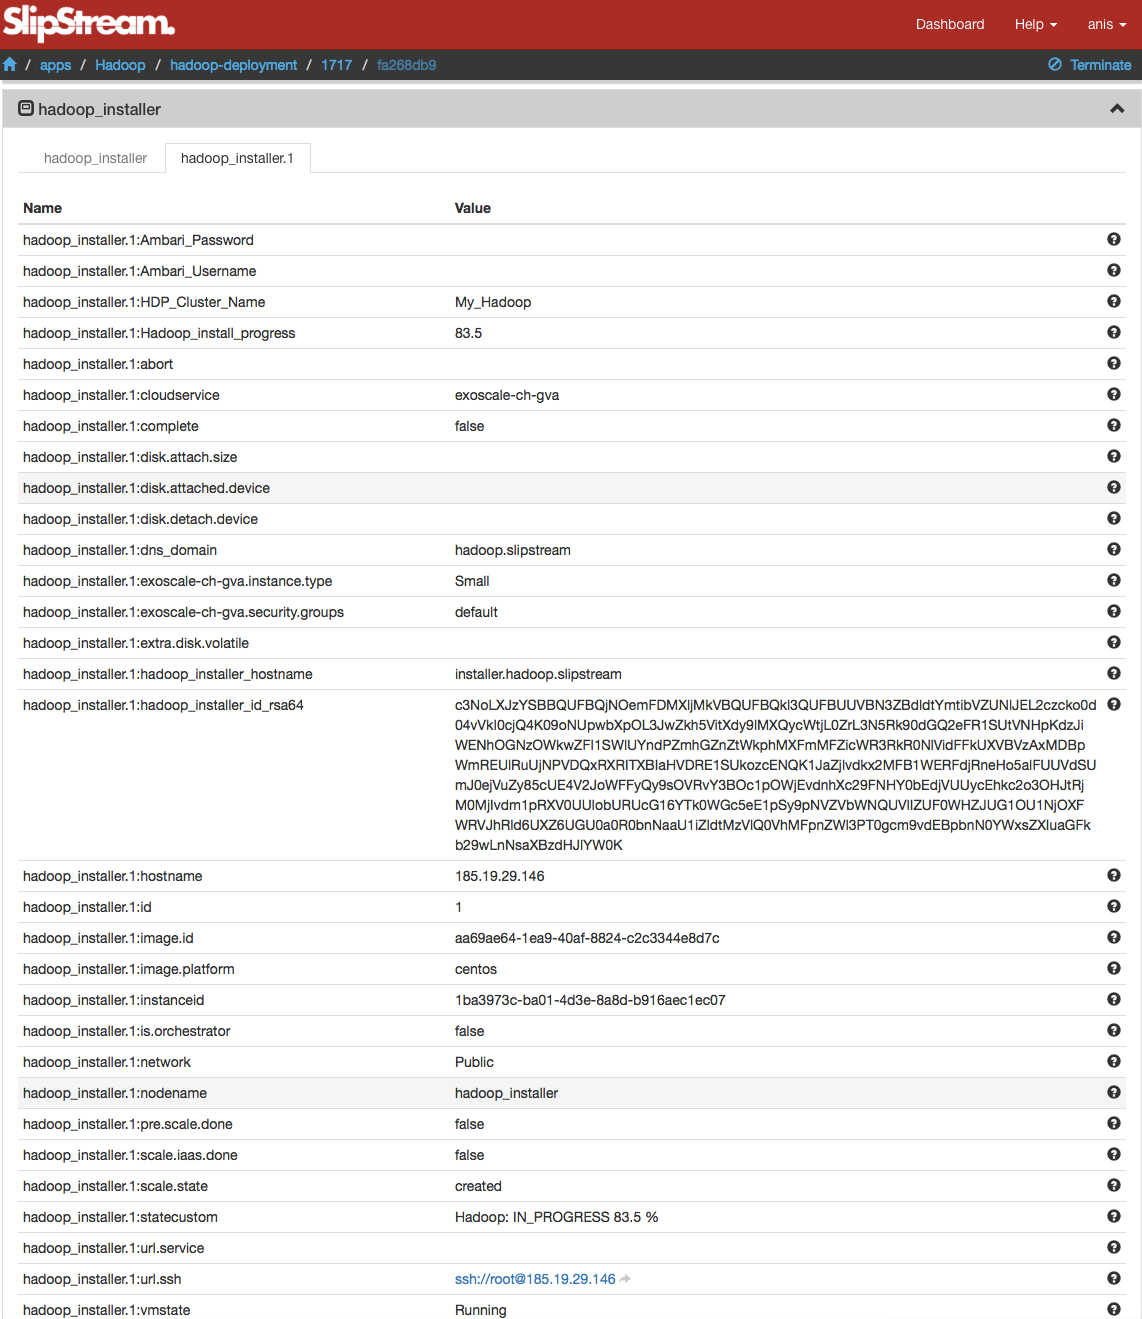 SlipStream.
Dashboard Help anis
/ apps / Hadoop / hadoop-deployment / 1717 / fa268db9 Terminate
hadoop_installer
hadoop_installer hadoop_installer.1
Name Value
hadoop_installer.1:Ambari_Password
hadoop_installer.1:Ambari_Username
hadoop_installer.1:HDP_Cluster_Name My_Hadoop
hadoop_installer.1:Hadoop_install_progress 83.5
hadoop_installer.1:abort
hadoop_installer.1:cloudservice exoscale-ch-gva
hadoop_installer.1:complete false
hadoop_installer.1:disk.attach.size
hadoop_installer.1:disk.attached.device
hadoop_installer.1:disk.detach.device
hadoop_installer.1:dns_domain hadoop.slipstream
hadoop_installer.1:exoscale-ch-gva.instance.type Small
hadoop_installer.1:exoscale-ch-gva.security.groups default
hadoop_installer.1:extra.disk.volatile
hadoop_installer.1:hadoop_installer_hostname installer.hadoop.slipstream
hadoop_installer.1:hadoop_installer_id_rsa64
hadoop_installer.1:hostname 185.19.29.146
hadoop_installer.1:id 1
hadoop_installer.1:image.id aa69ae64-1ea9-40af-8824-c2c3344e8d7c
hadoop_installer.1:image.platform centos
hadoop_installer.1:instanceid 1ba3973c-ba01-4d3e-8a8d-b916aec1ec07
hadoop_installer.1:is.orchestrator false
hadoop_installer.1:network Public
hadoop_installer.1:nodename hadoop_installer
hadoop_installer.1:pre.scale.done false
hadoop_installer.1:scale.iaas.done false
hadoop_installer.1:scale.state created
hadoop_installer.1:statecustom Hadoop: IN_PROGRESS 83.5 %
hadoop_installer.1:url.service
hadoop_installer.1:url.ssh ssh://root@185.19.29.146
hadoop_installer.1:vmstate Running